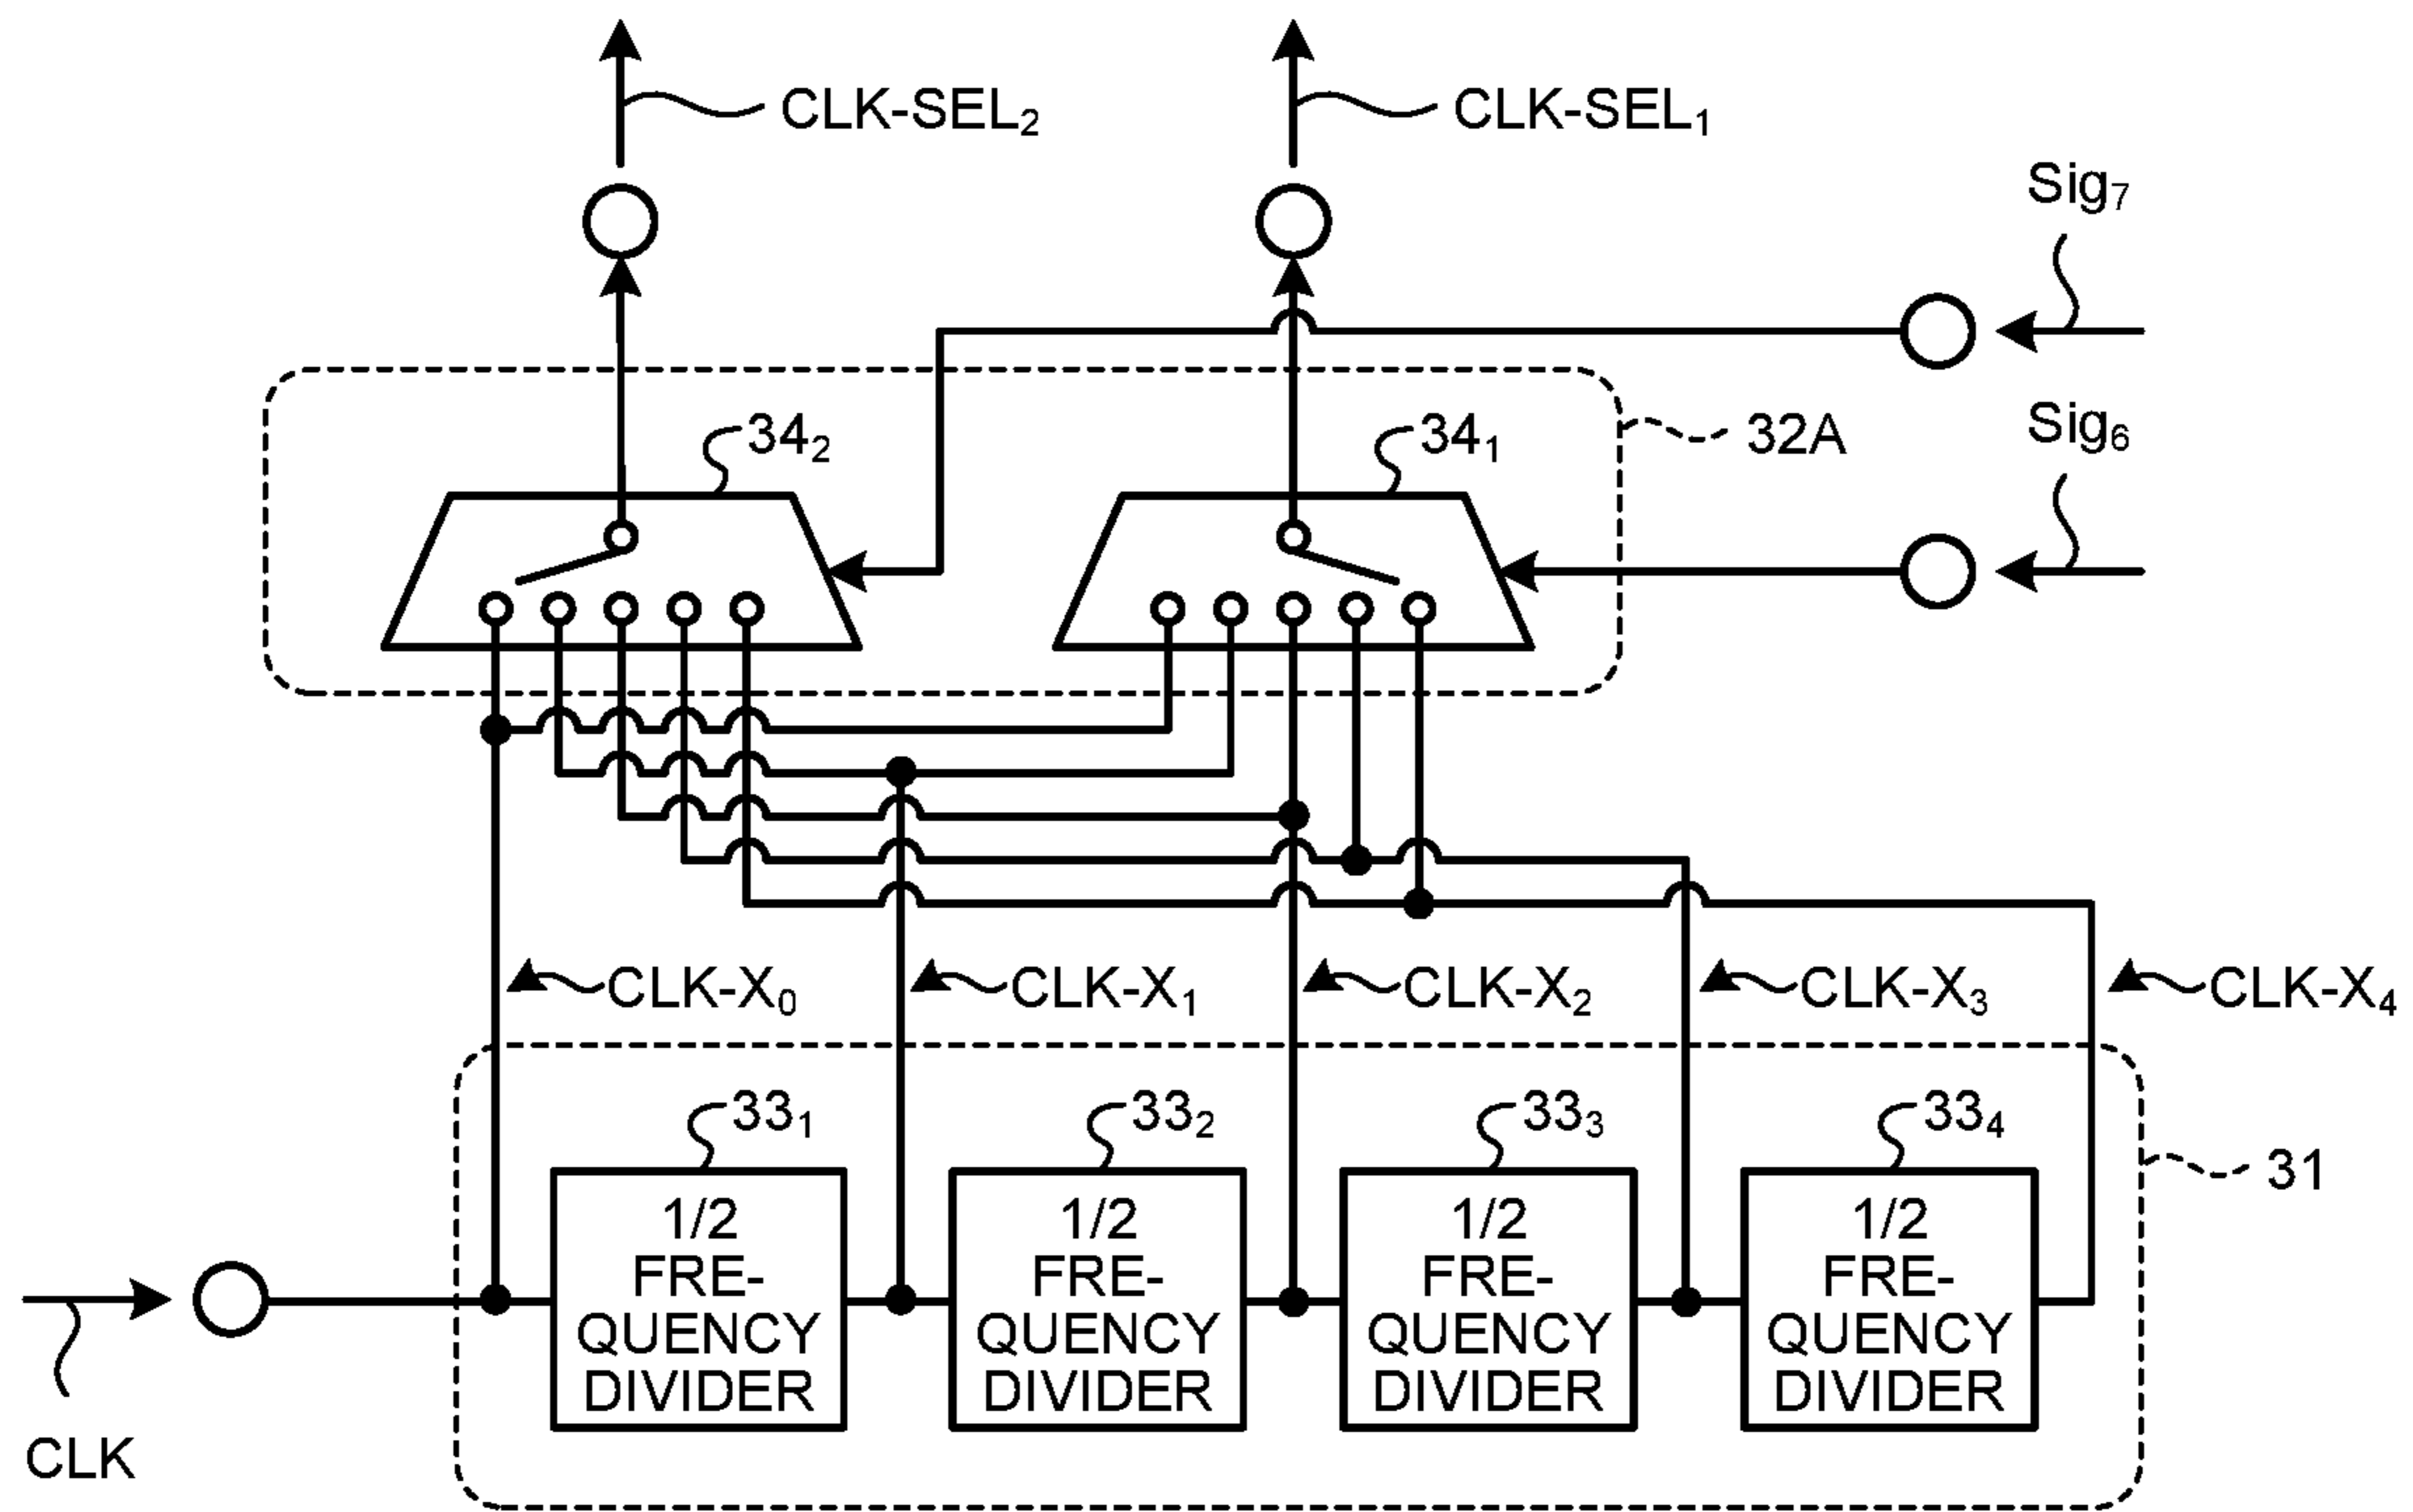 CLK-SEL₂
CLK-SEL₁
Sig₇
34₂
34₁
32A
Sig₆
CLK-X₀
CLK-X₁
CLK-X₂
CLK-X₃
CLK-X₄
33₁
33₂
33₃
33₄
31
1/2
FRE-
QUENCY
DIVIDER
1/2
FRE-
QUENCY
DIVIDER
1/2
FRE-
QUENCY
DIVIDER
1/2
FRE-
QUENCY
DIVIDER
CLK